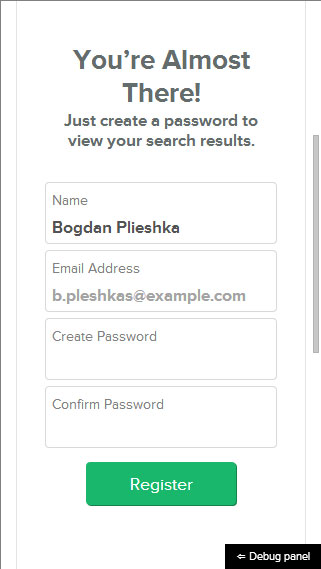 You’re Almost
There!
Just create a password to
view your search results.
Name
Bogdan Plieshka
Email Address
b.pleshkas@example.com
Create Password
Confirm Password
Register
⇐ Debug panel